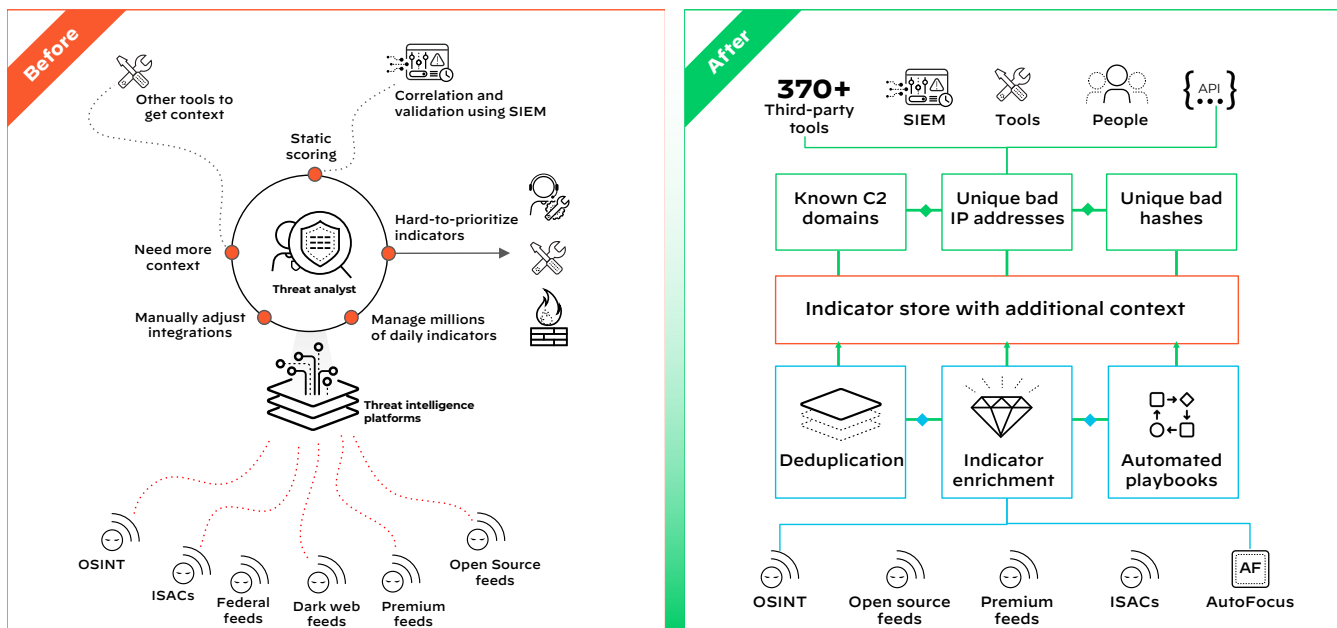 Before
Other tools to
get context
Correlation and
validation using SIEM
Static
scoring
Hard-to-prioritize
indicators
Need more
context
Threat analyst
Manually adjust
integrations
Manage millions
of daily indicators
Threat intelligence
platforms
OSINT
ISACs
Federal
feeds
Dark web
feeds
Premium
feeds
Open Source
feeds
After
370+
Third-party
tools
SIEM
Tools
People
{API}
Known C2
domains
Unique bad
IP addresses
Unique bad
hashes
Indicator store with additional context
Deduplication
Indicator
enrichment
Automated
playbooks
OSINT
Open source
feeds
Premium
feeds
ISACs
AF
AutoFocus